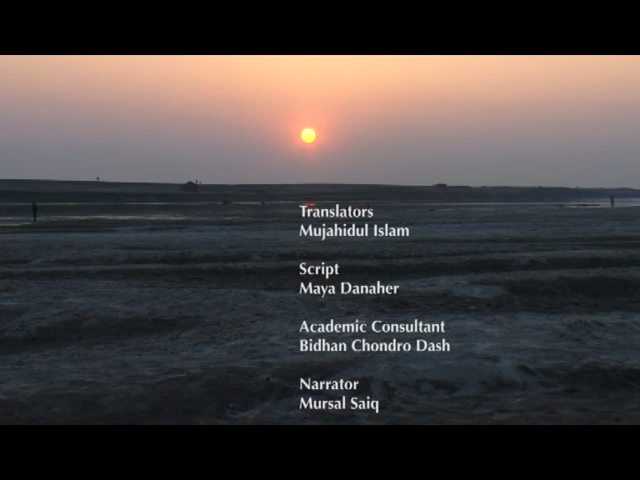 Translators
Mujahidul Islam
Script
Maya Danaher
Academic Consultant
Bidhan Chondro Dash
Narrator
Mursal Saiq